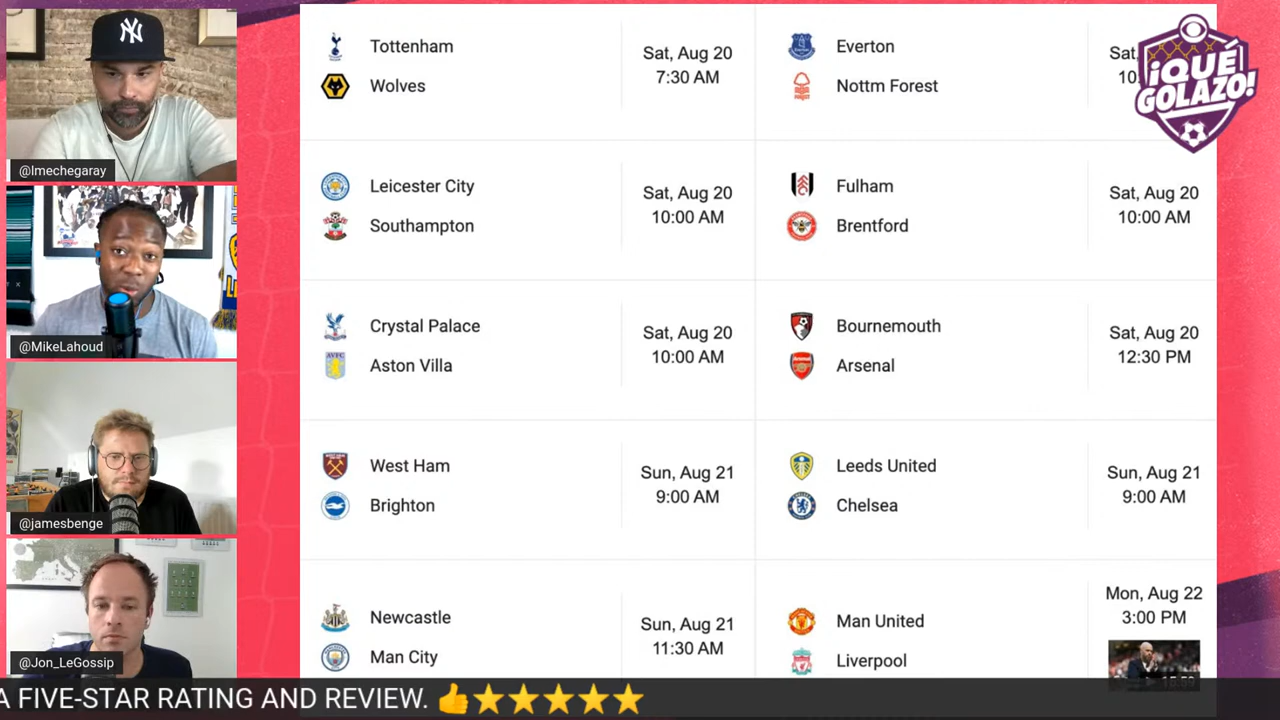 @lmechegaray
@MikeLahoud
@jamesbenge
@Jon_LeGossip
Tottenham
Wolves
Sat, Aug 20
7:30 AM
Everton
Nottm Forest
Sat,
10
¡QUÉ
GOLAZO!
Leicester City
Southampton
Sat, Aug 20
10:00 AM
Fulham
Brentford
Sat, Aug 20
10:00 AM
Crystal Palace
Aston Villa
Sat, Aug 20
10:00 AM
Bournemouth
Arsenal
Sat, Aug 20
12:30 PM
West Ham
Brighton
Sun, Aug 21
9:00 AM
Leeds United
Chelsea
Sun, Aug 21
9:00 AM
Newcastle
Man City
Sun, Aug 21
11:30 AM
Man United
Liverpool
Mon, Aug 22
3:00 PM
A FIVE-STAR RATING AND REVIEW. 👍⭐⭐⭐⭐⭐